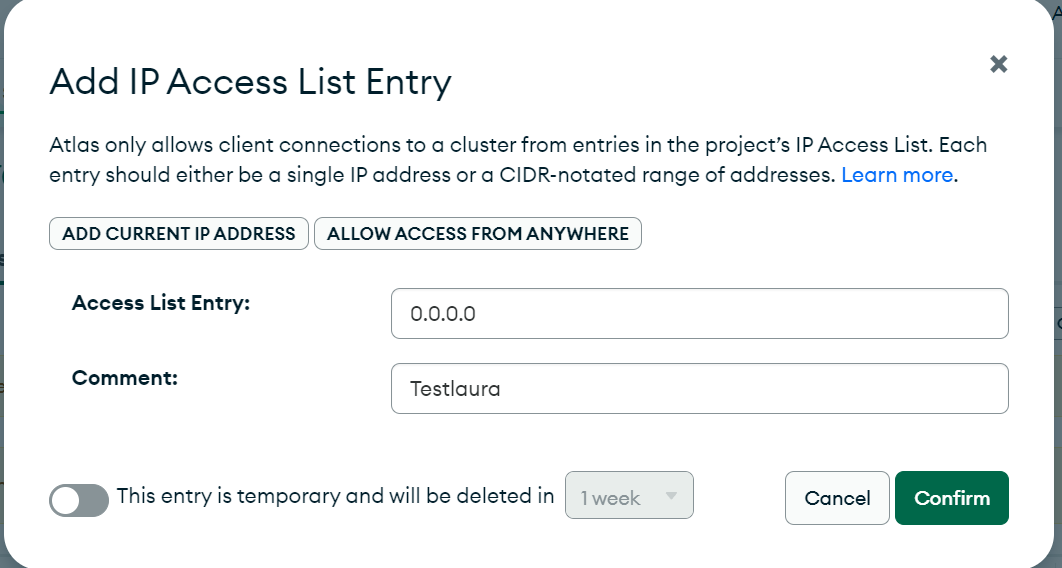 Add IP Access List Entry
Atlas only allows client connections to a cluster from entries in the project’s IP Access List. Each
entry should either be a single IP address or a CIDR-notated range of addresses. Learn more.
ADD CURRENT IP ADDRESS ALLOW ACCESS FROM ANYWHERE
Access List Entry: 0.0.0.0
Comment: Testlaura
This entry is temporary and will be deleted in 1 week Cancel Confirm